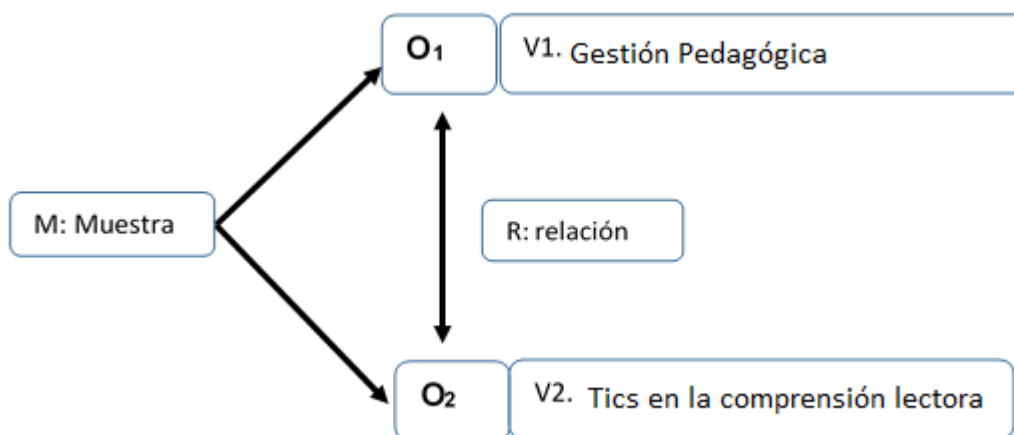 O₁ V1. Gestión Pedagógica
M: Muestra
R: relación
O₂ V2. Tics en la comprensión lectora